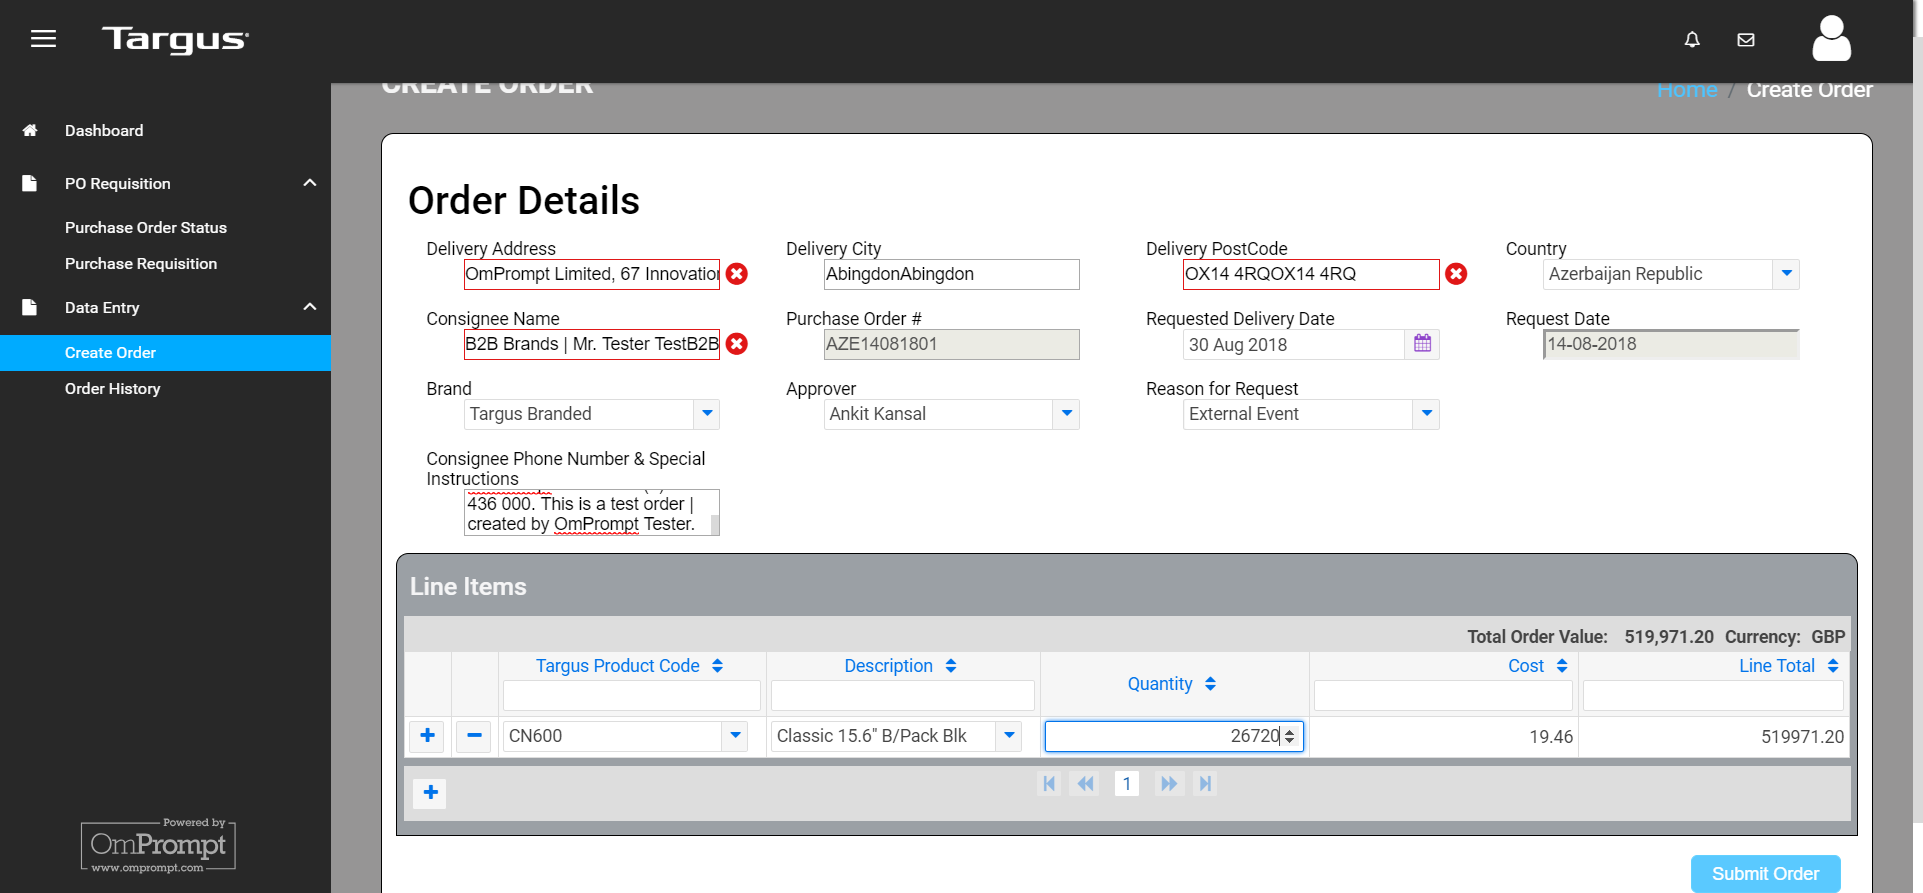 Targus
CREATE ORDER
Home / Create Order
Dashboard
PO Requisition
Purchase Order Status
Purchase Requisition
Data Entry
Create Order
Order History
Powered by
OmPrompt
www.omprompt.com
Order Details
Delivery Address
OmPrompt Limited, 67 Innovation
Delivery City
AbingdonAbingdon
Delivery PostCode
OX14 4RQOX14 4RQ
Country
Azerbaijan Republic
Consignee Name
B2B Brands | Mr. Tester TestB2B
Purchase Order #
AZE14081801
Requested Delivery Date
30 Aug 2018
Request Date
14-08-2018
Brand
Targus Branded
Approver
Ankit Kansal
Reason for Request
External Event
Consignee Phone Number & Special
Instructions
436 000. This is a test order |
created by OmPrompt Tester.
Line Items
Total Order Value: 519,971.20 Currency: GBP
Targus Product Code Description Quantity Cost Line Total
CN600 Classic 15.6" B/Pack Blk 26720 19.46 519971.20
1
Submit Order